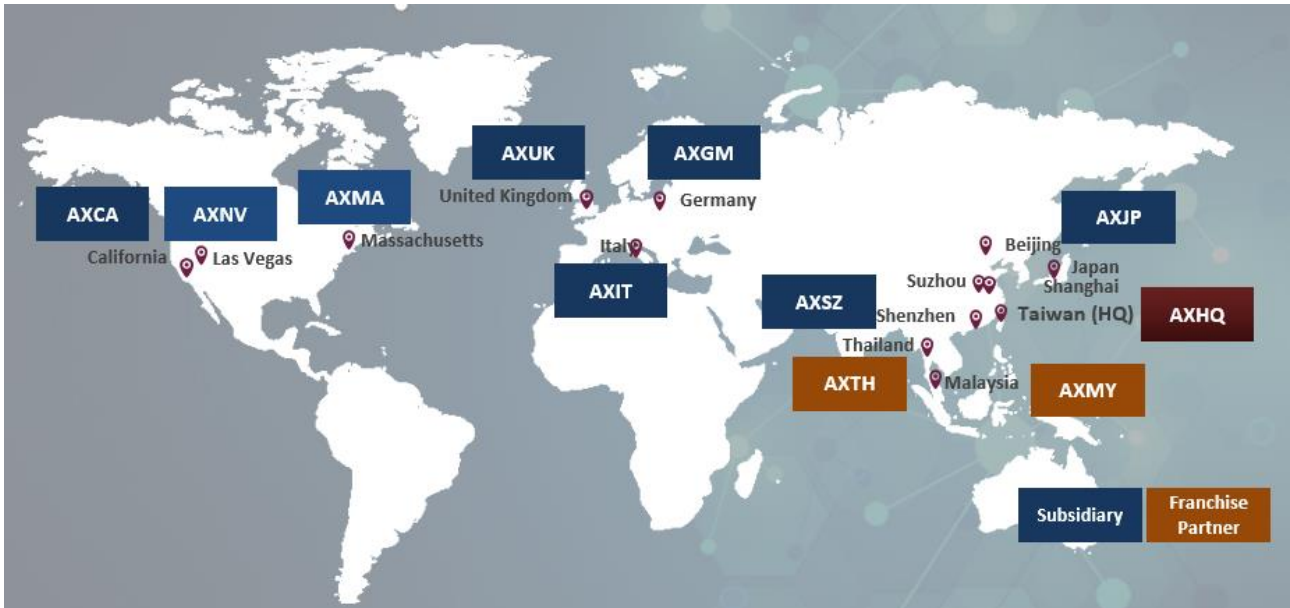 AXUK
AXGM
United Kingdom
Germany
AXCA
AXNV
AXMA
California
Las Vegas
Massachusetts
Italy
AXIT
AXJP
Beijing
Japan
Suzhou
Shanghai
AXSZ
Shenzhen
Taiwan (HQ)
AXHQ
Thailand
AXTH
Malaysia
AXMY
Subsidiary
Franchise
Partner